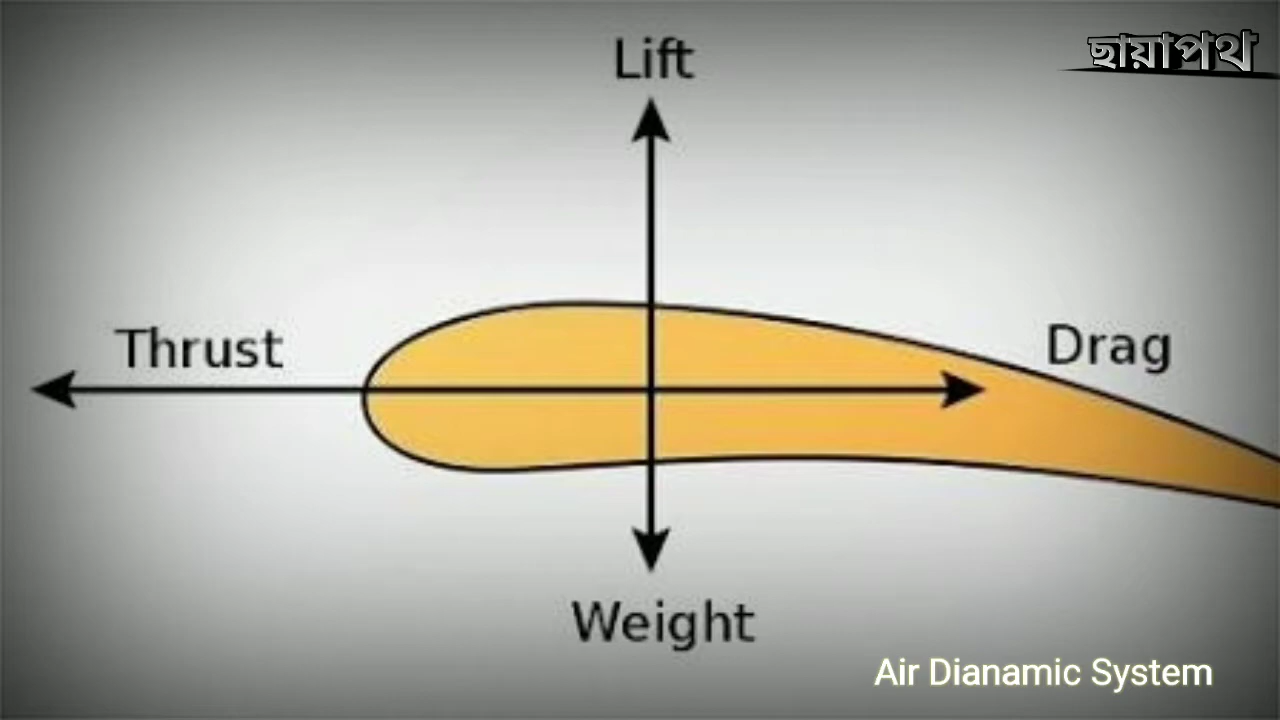 Lift
ছায়াপথ
Thrust
Drag
Weight
Air Dianamic System